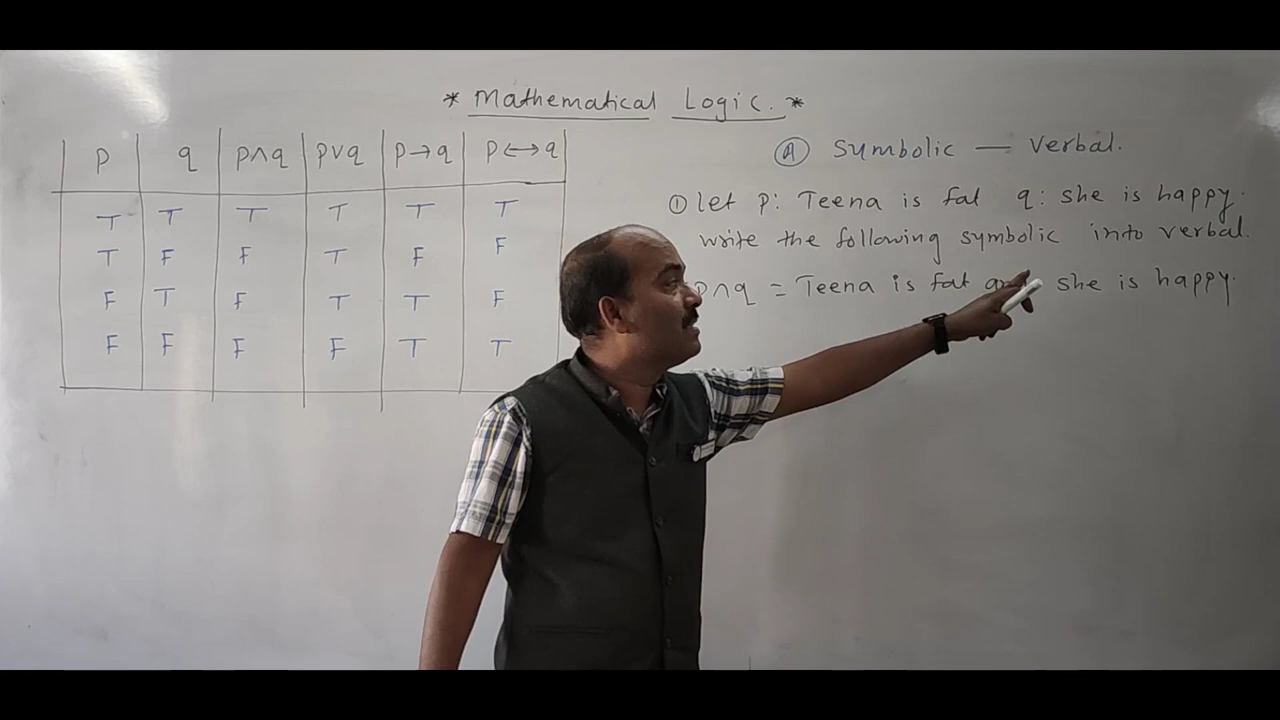 * Mathematical Logic. *
p q p∧q p∨q p→q p↔q
T T T T T T
T F F T F F
F T F T T F
F F F F T T
Ⓐ Symbolic — Verbal.
① Let p: Teena is fat q: she is happy.
write the following symbolic into verbal.
p∧q = Teena is fat she is happy.